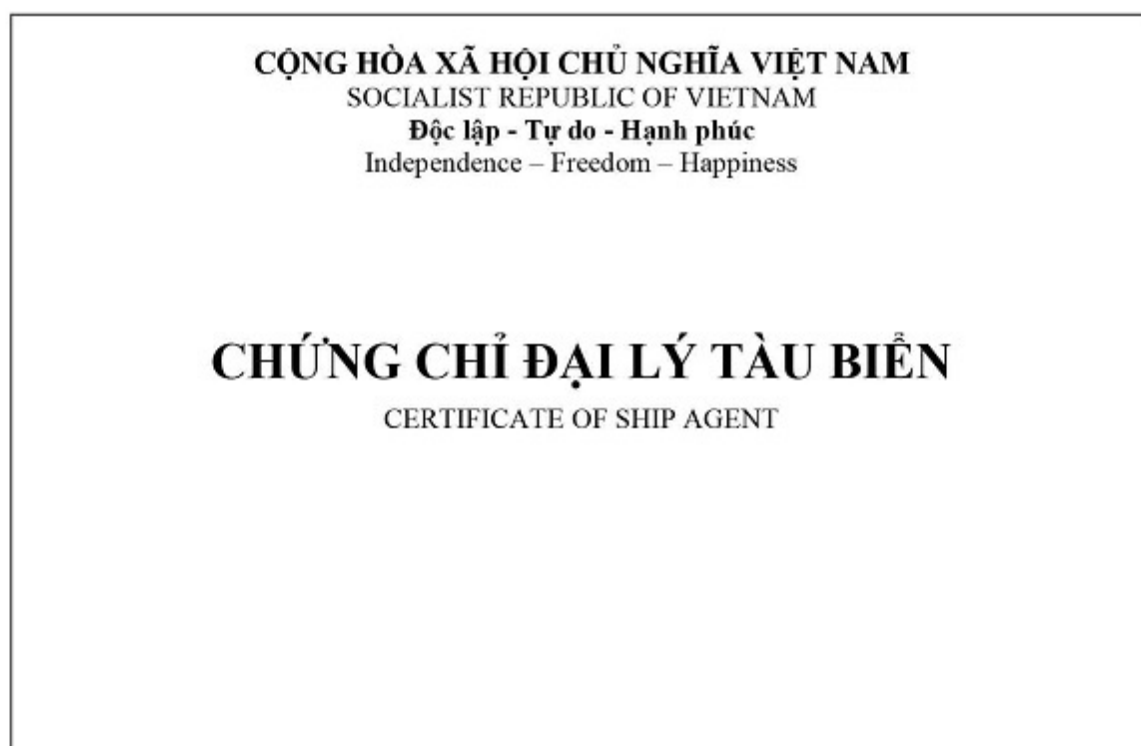 CỘNG HÒA XÃ HỘI CHỦ NGHĨA VIỆT NAM
SOCIALIST REPUBLIC OF VIETNAM
Độc lập - Tự do - Hạnh phúc
Independence – Freedom – Happiness
CHỨNG CHỈ ĐẠI LÝ TÀU BIỂN
CERTIFICATE OF SHIP AGENT